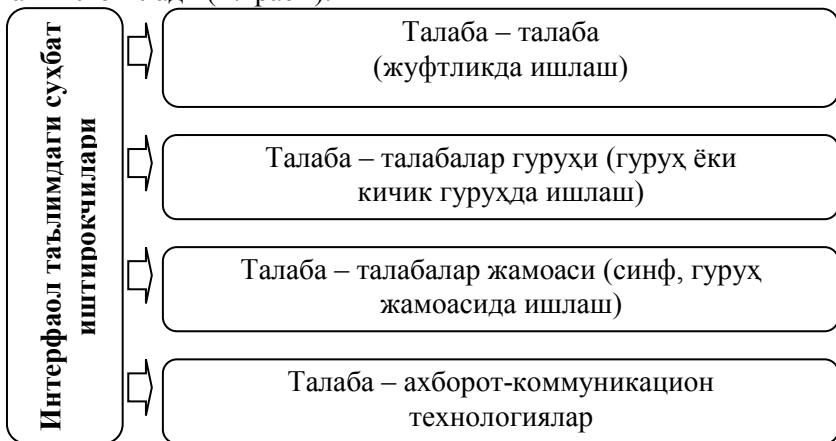 Интерфаол таълимдаги суҳбат
иштирокчилари
Талаба – талаба
(жуфтликда ишлаш)
Талаба – талабалар гуруҳи (гуруҳ ёки
кичик гуруҳда ишлаш)
Талаба – талабалар жамоаси (синф, гуруҳ
жамоасида ишлаш)
Талаба – ахборот-коммуникацион
технологиялар